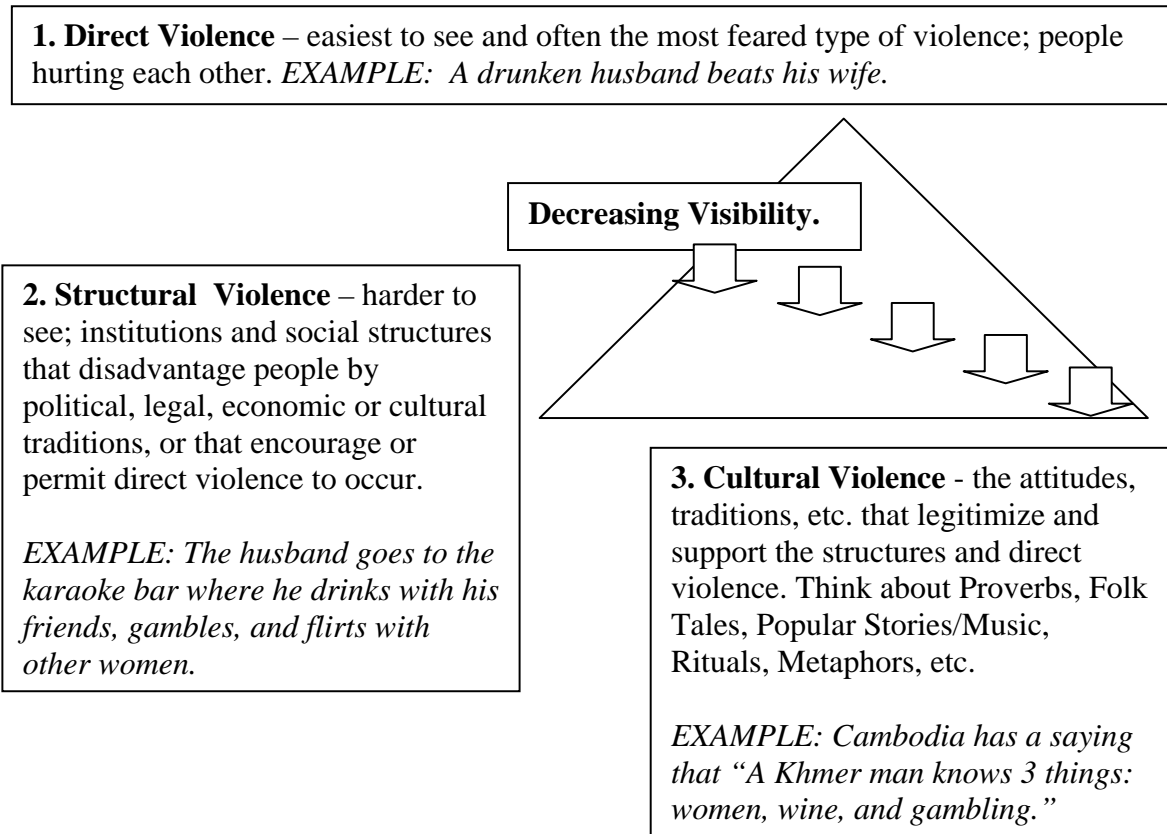 1. Direct Violence – easiest to see and often the most feared type of violence; people
hurting each other. EXAMPLE: A drunken husband beats his wife.
Decreasing Visibility.
2. Structural Violence – harder to
see; institutions and social structures
that disadvantage people by
political, legal, economic or cultural
traditions, or that encourage or
permit direct violence to occur.
EXAMPLE: The husband goes to the
karaoke bar where he drinks with his
friends, gambles, and flirts with
other women.
3. Cultural Violence - the attitudes,
traditions, etc. that legitimize and
support the structures and direct
violence. Think about Proverbs, Folk
Tales, Popular Stories/Music,
Rituals, Metaphors, etc.
EXAMPLE: Cambodia has a saying
that “A Khmer man knows 3 things:
women, wine, and gambling.”